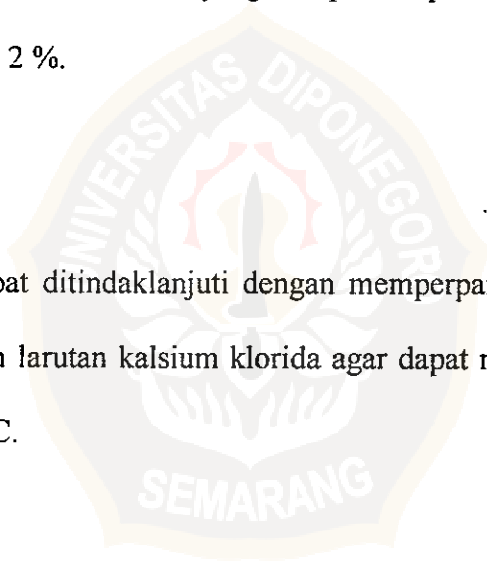 2 %.
UNIVERSITAS DIPONEGORO
pat ditindaklanjuti dengan memperpa
n larutan kalsium klorida agar dapat
C.
SEMARANG